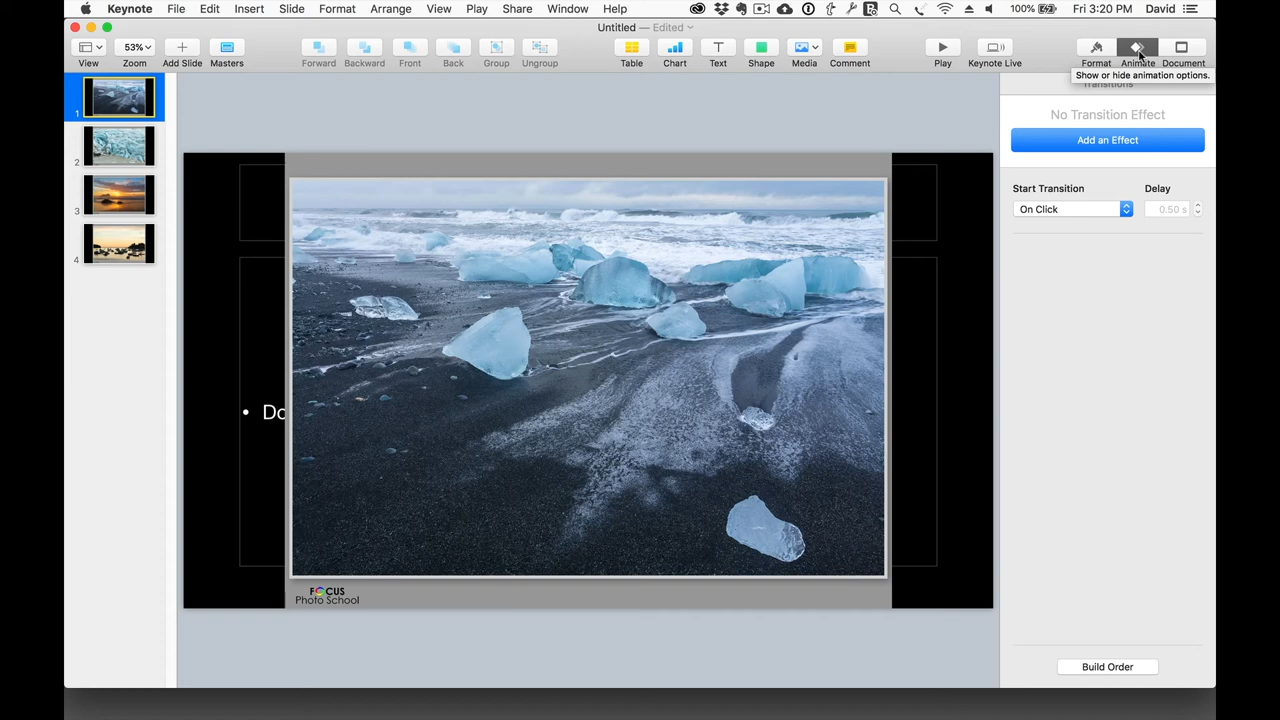 Keynote File Edit Insert Slide Format Arrange View Play Share Window Help 100% Fri 3:20 PM David
Untitled — Edited
53%
View Zoom Add Slide Masters Forward Backward Front Back Group Ungroup Table Chart Text Shape Media Comment Play Keynote Live Format Animate Document
Show or hide animation options.
Transitions
No Transition Effect
Add an Effect
Start Transition Delay
On Click 0.50 s
1
2
3
4
• Do
FOCUS
Photo School
Build Order